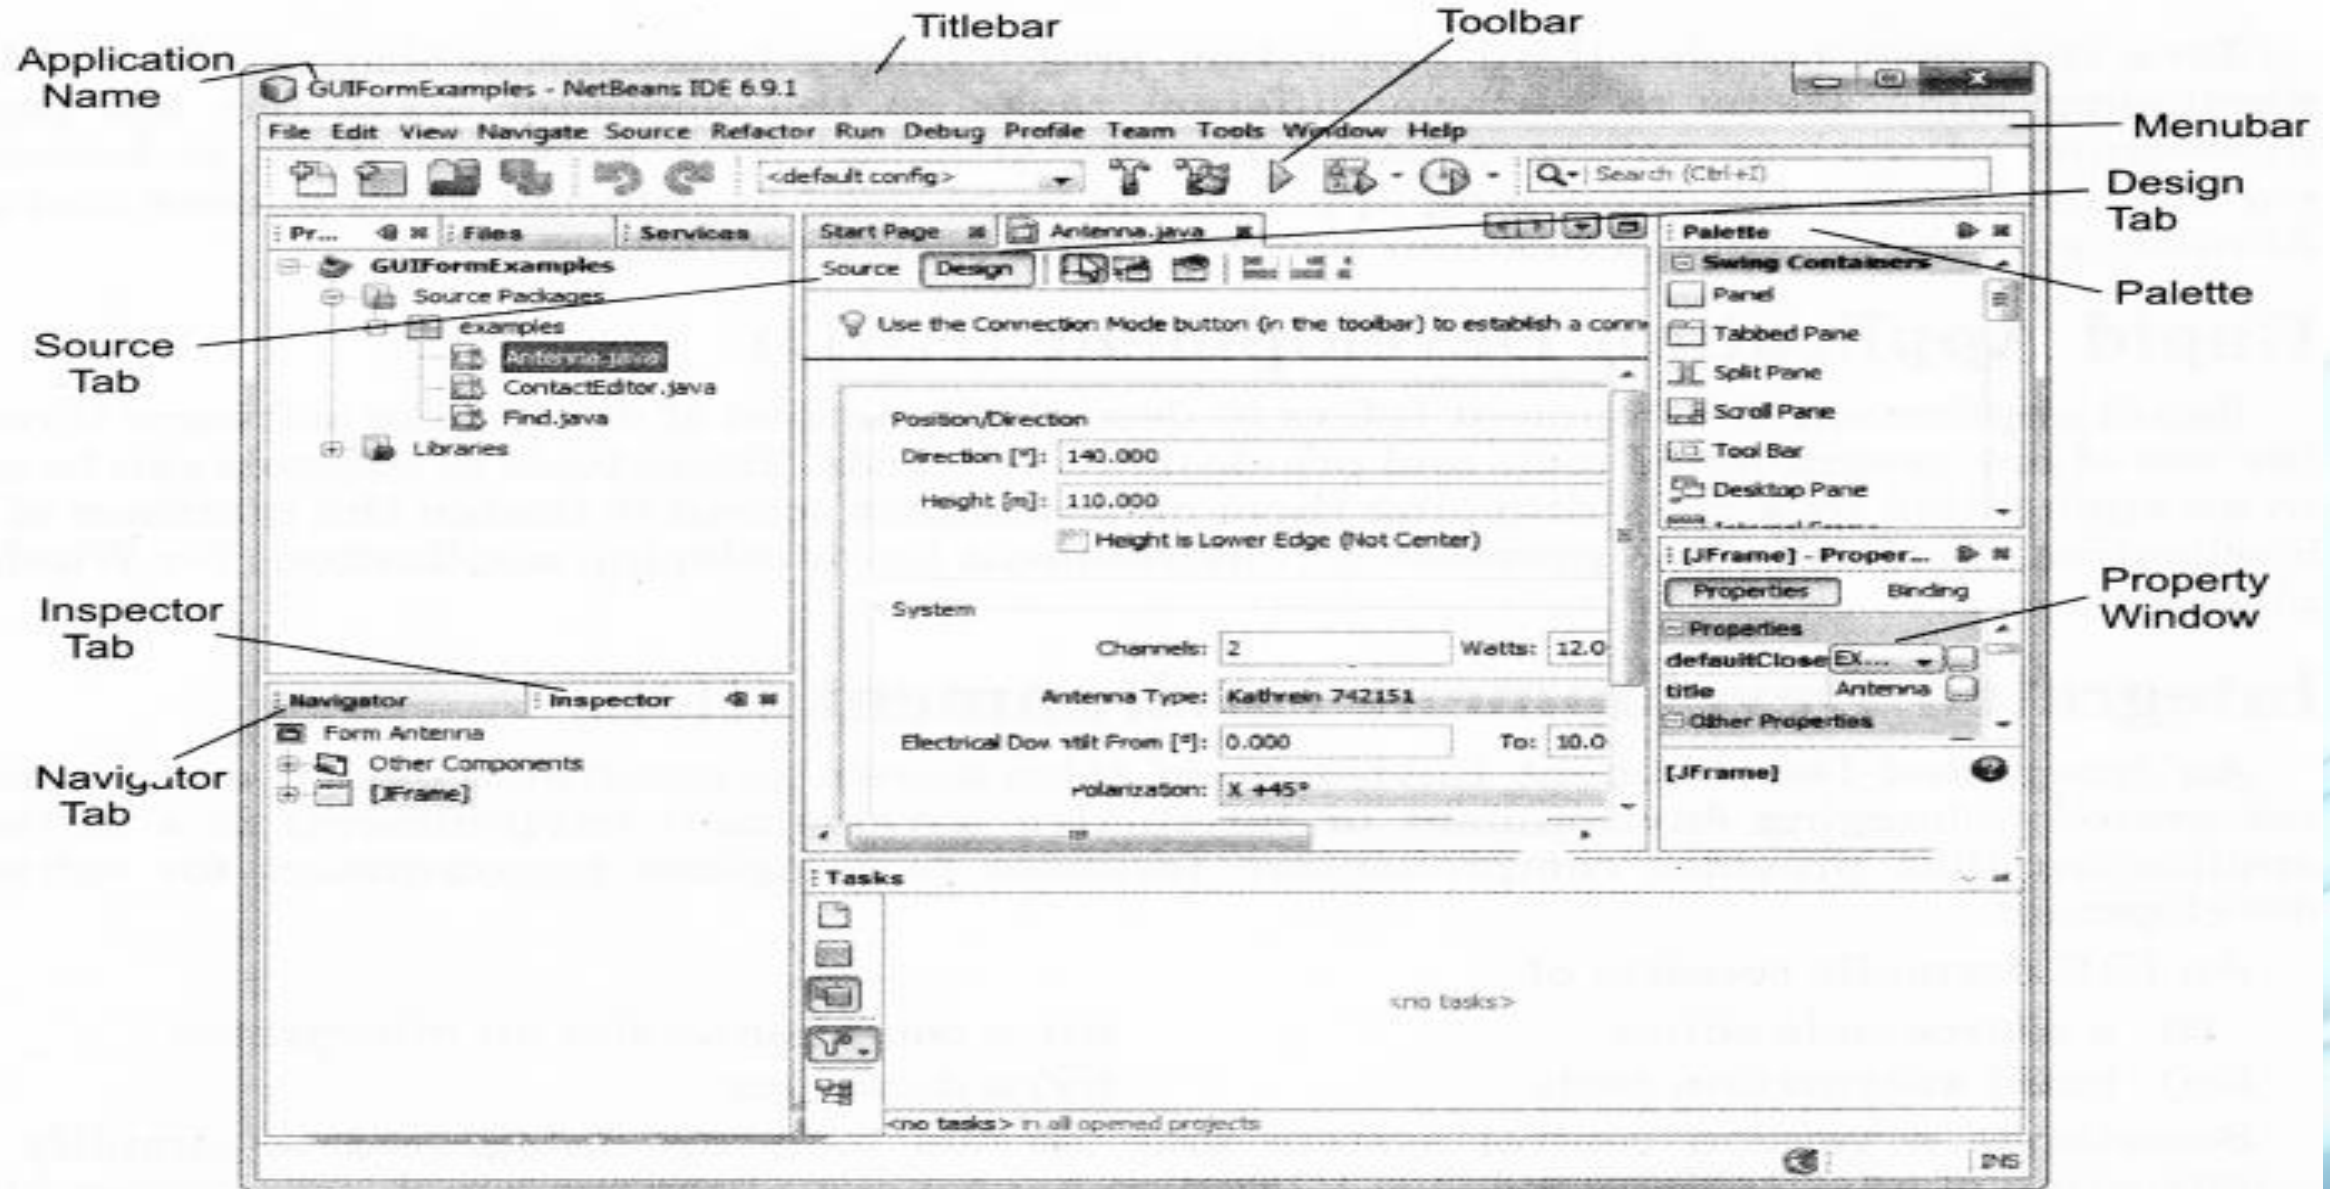 Titlebar
Toolbar
Application
Name
GUIFormExamples - NetBeans IDE 6.9.1
File Edit View Navigate Source Refactor Run Debug Profile Team Tools Window Help
Menubar
<default config>
Search (Ctrl+I)
Design
Tab
Pr... Files Services
Start Page Antenna.java
Palette
GUIFormExamples
Source Design
Swing Containers
Source Packages
Panel
Palette
examples
Use the Connection Mode button (in the toolbar) to establish a conne
Tabbed Pane
Source
Tab
Antenna.java
Split Pane
ContactEditor.java
Scroll Pane
Find.java
Position/Direction
Libraries
Direction [°]: 140.000
Tool Bar
Height [m]: 110.000
Desktop Pane
Internal Frame
Height is Lower Edge (Not Center)
[JFrame] - Proper...
Properties Binding
Property
Window
Inspector
Tab
System
Properties
Channels: 2 Watts: 12.0
defaultClose EX...
Navigator Inspector
Antenna Type: Kathrein 742151
title Antenna
Form Antenna
Other Properties
Electrical Dow ntilt From [°]: 0.000 To: 10.0
Other Components
[JFrame]
Navigator
Tab
[JFrame]
Polarization: X +45°
Tasks
<no tasks>
<no tasks> in all opened projects
INS